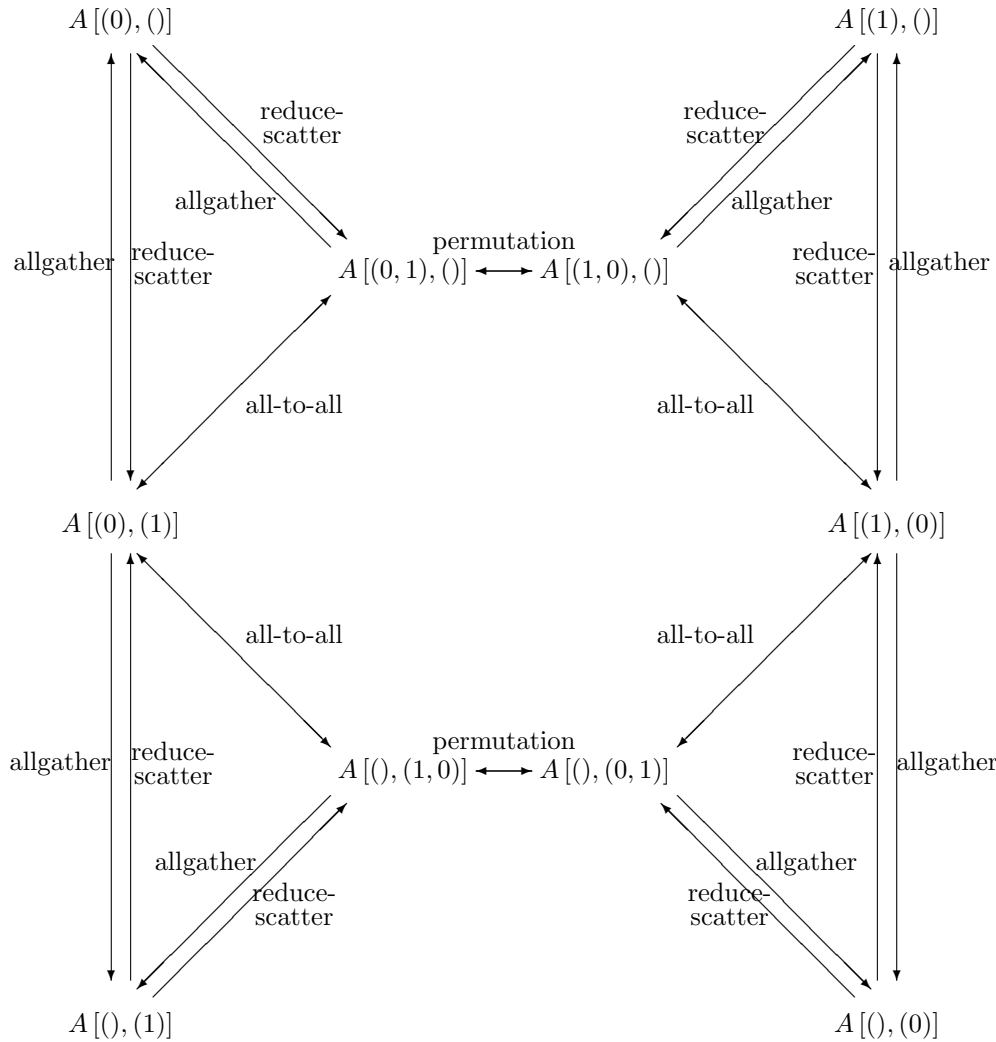 A [(0), ()]
A [(1), ()]
reduce-
scatter
reduce-
scatter
allgather
allgather
allgather
reduce-
scatter
permutation
A [(0, 1), ()]
A [(1, 0), ()]
reduce-
scatter
allgather
all-to-all
all-to-all
A [(0), (1)]
A [(1), (0)]
all-to-all
all-to-all
allgather
reduce-
scatter
permutation
A [(), (1, 0)]
A [(), (0, 1)]
reduce-
scatter
allgather
allgather
reduce-
scatter
allgather
reduce-
scatter
A [(), (1)]
A [(), (0)]